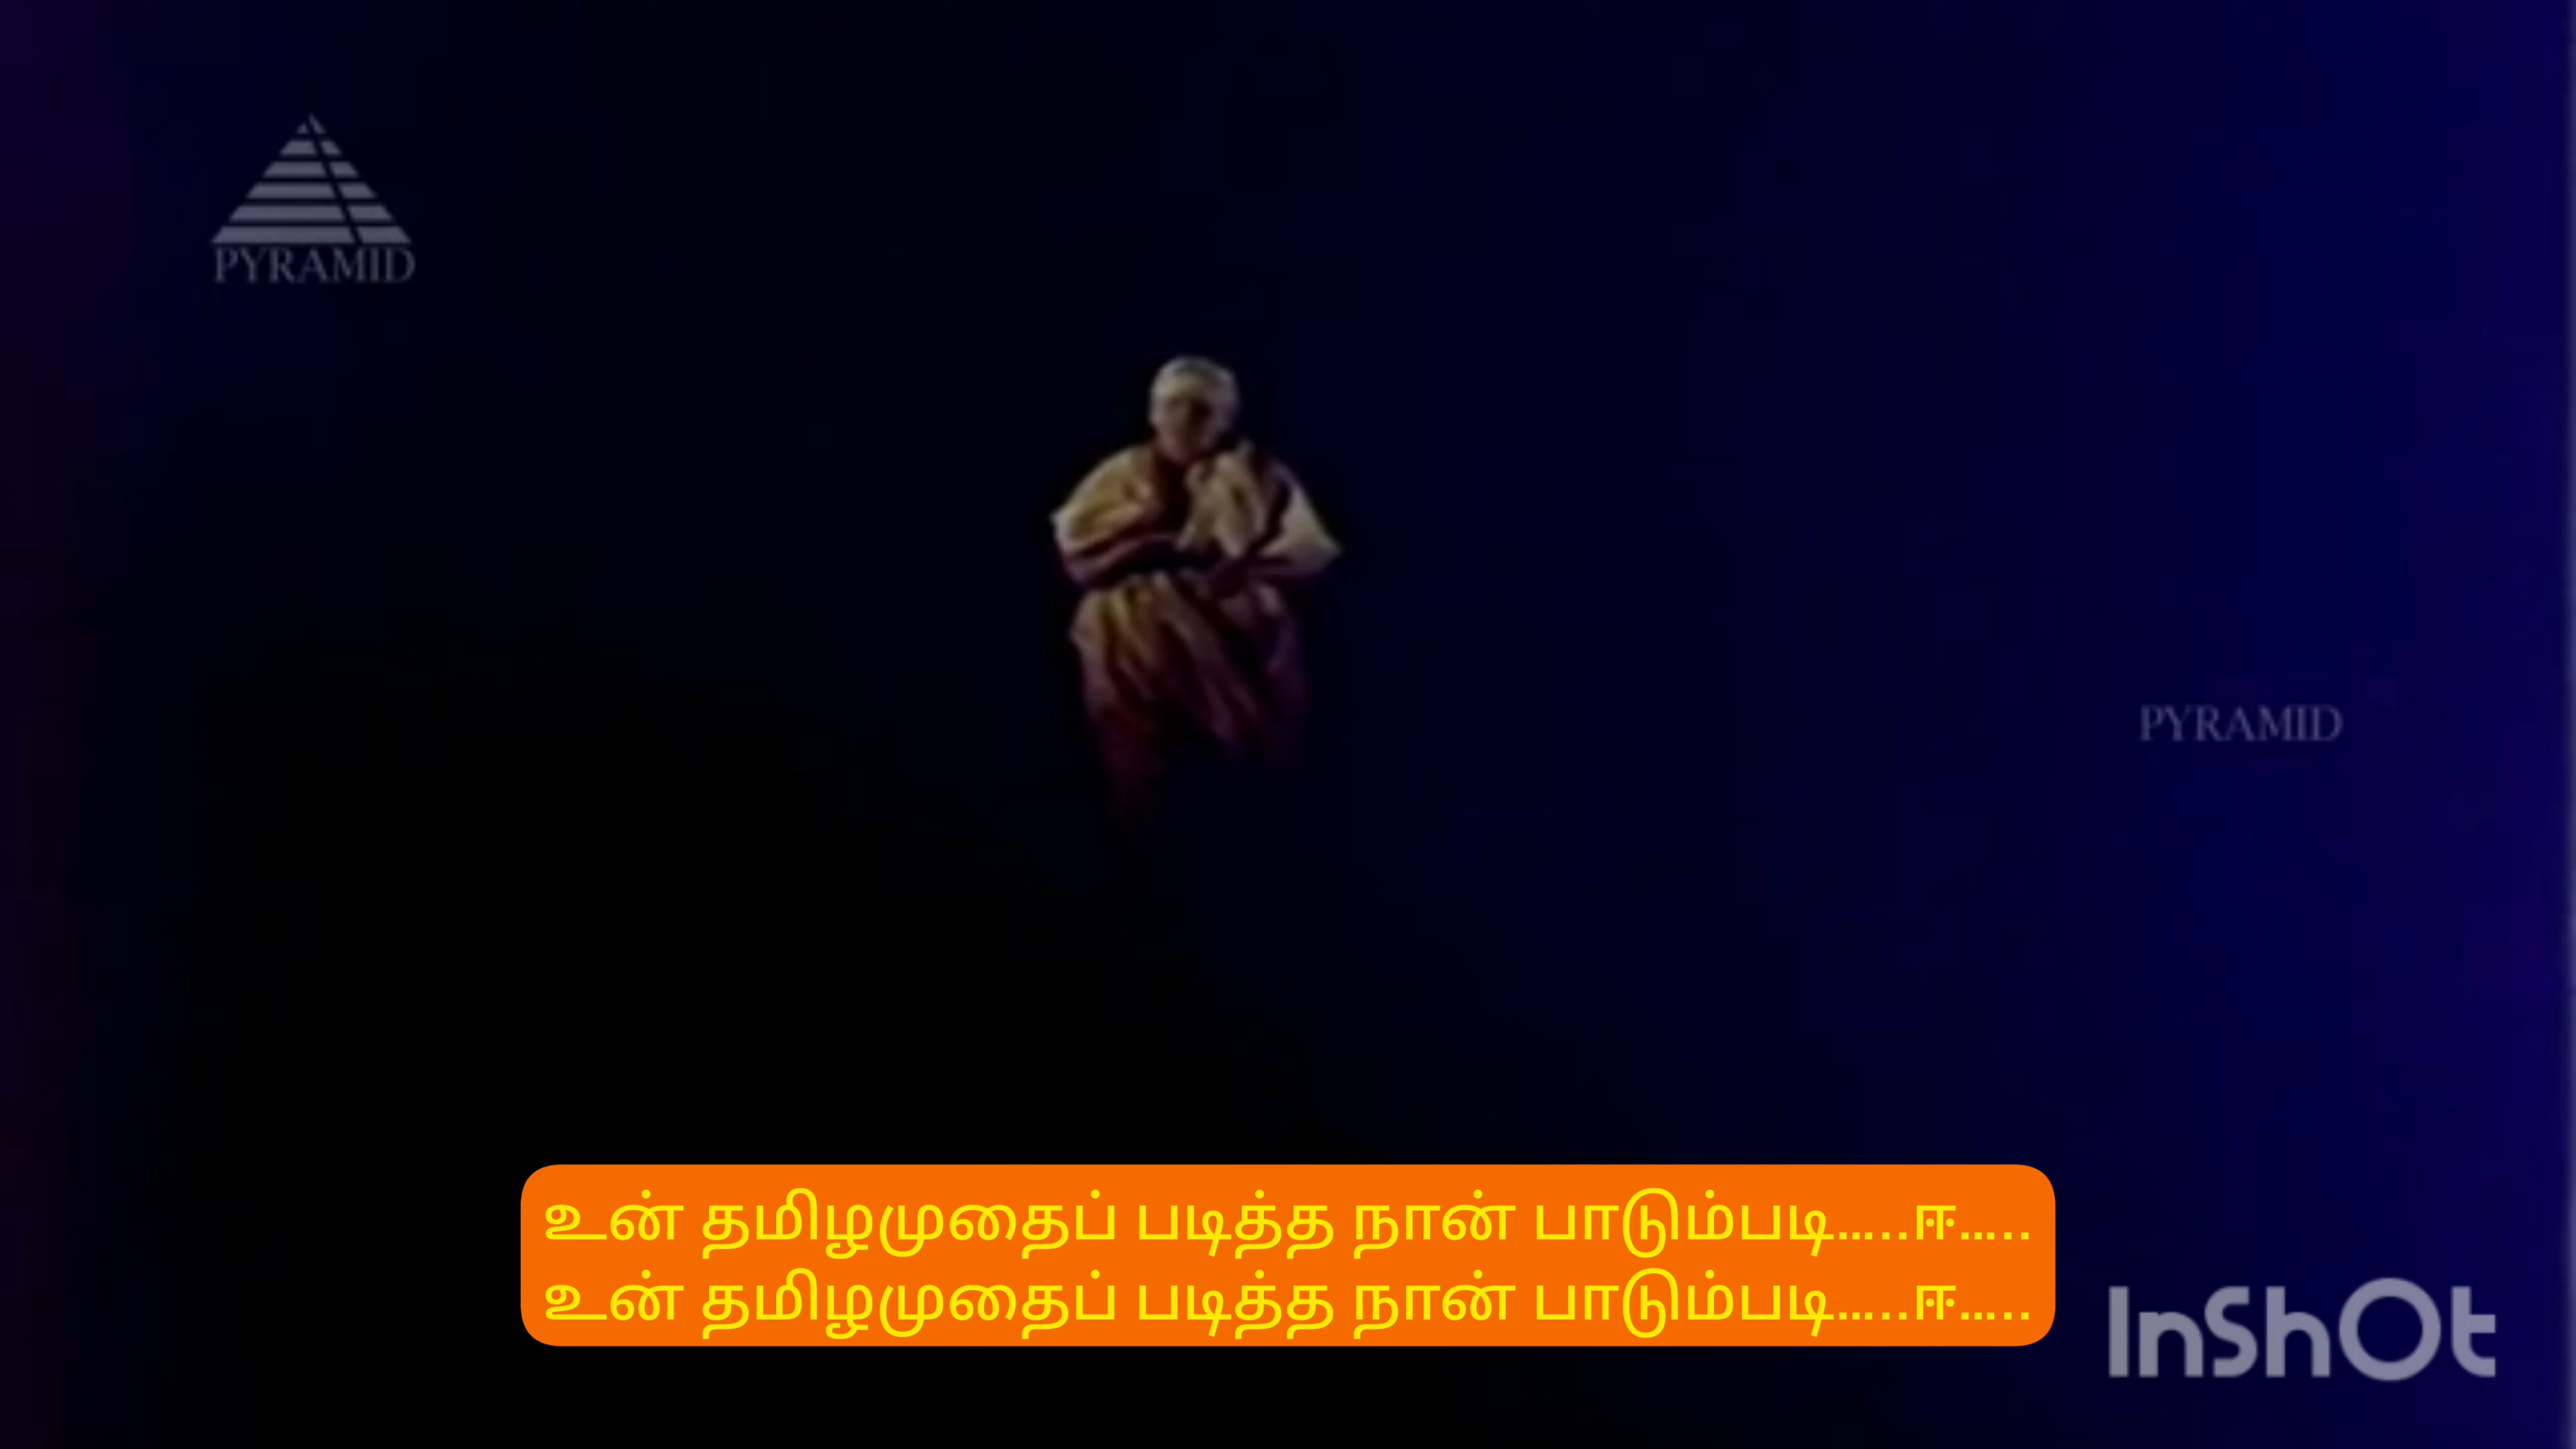 PYRAMID
PYRAMID
உன் தமிழமுதைப் படித்த நான் பாடும்படி.....ஈ.....
உன் தமிழமுதைப் படித்த நான் பாடும்படி.....ஈ.....
InShOt